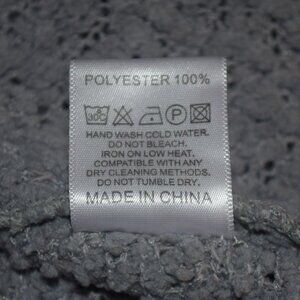 POLYESTER 100%
30C P
HAND WASH COLD WATER.
DO NOT BLEACH.
IRON ON LOW HEAT.
COMPATIBLE WITH ANY
DRY CLEANING METHODS.
DO NOT TUMBLE DRY.
MADE IN CHINA